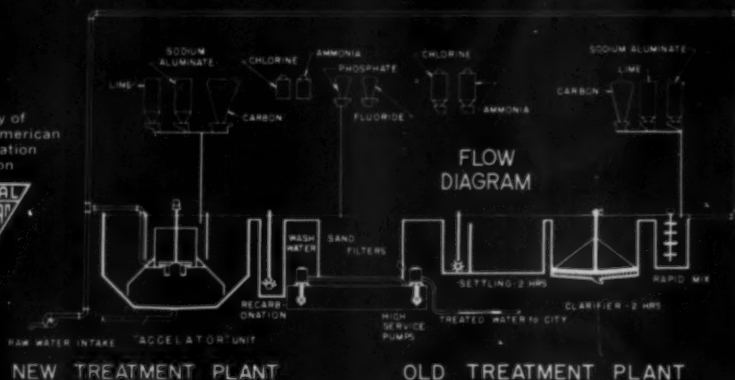 SODIUM
ALUMINATE
LIME
CARBON
CHLORINE
AMMONIA
PHOSPHATE
FLUORIDE
CHLORINE
AMMONIA
SODIUM ALUMINATE
LIME
CARBON
y of
merican
ation
on
AL
FLOW
DIAGRAM
WASH
WATER
SAND
FILTERS
SETTLING-2 HRS
RAPID MIX
CLARIFIER-2 HRS
RECARB-
ONATION
HIGH
SERVICE
PUMPS
TREATED WATER TO CITY
RAW WATER INTAKE
"ACCELATOR" UNIT
NEW TREATMENT PLANT
OLD TREATMENT PLANT